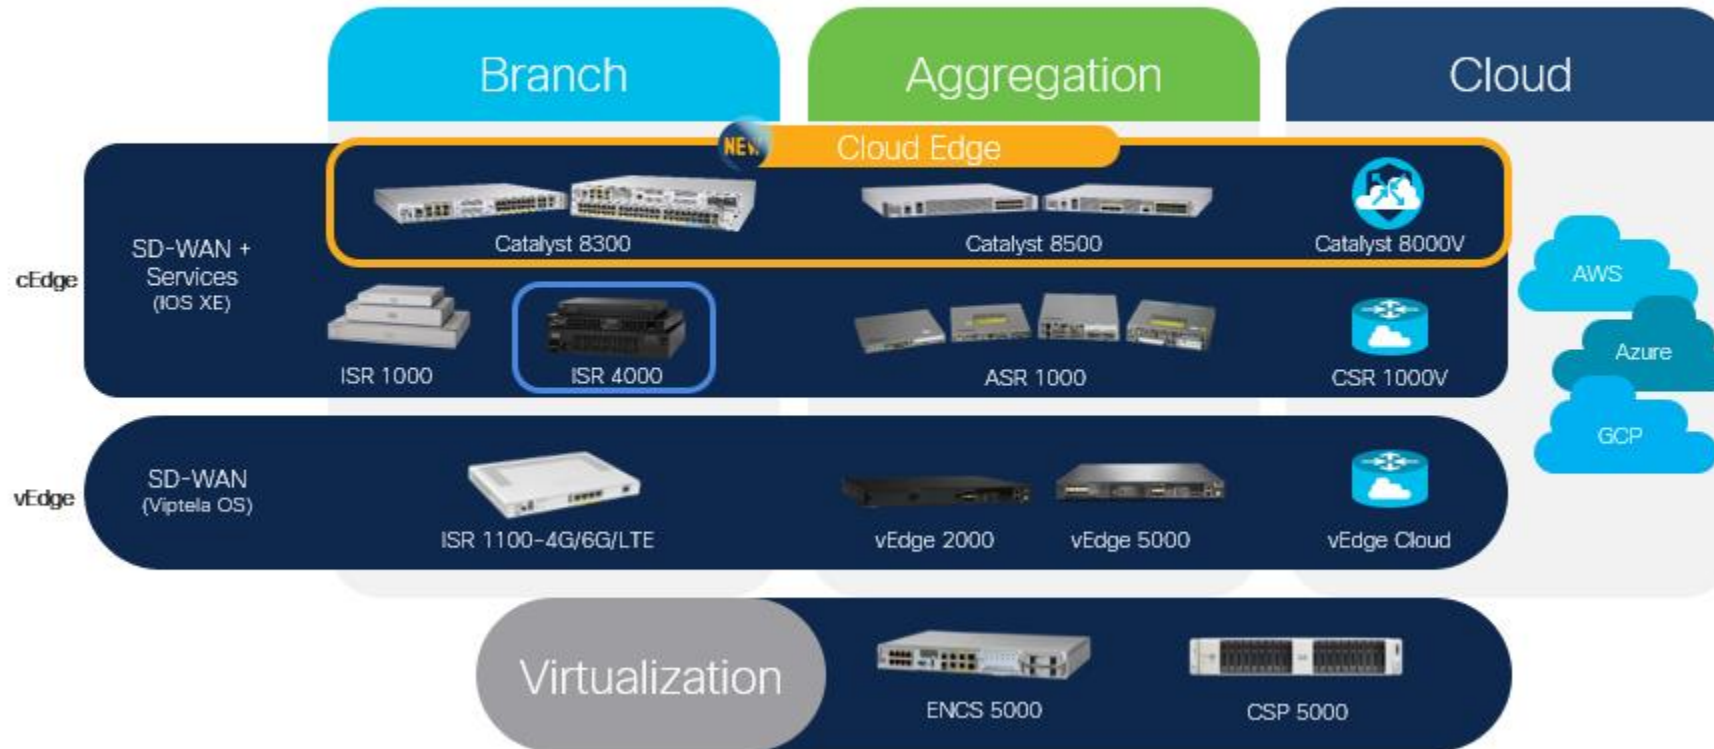 Branch
Aggregation
Cloud
NEW
Cloud Edge
Catalyst 8300
Catalyst 8500
Catalyst 8000V
cEdge
SD-WAN +
Services
(IOS XE)
ISR 1000
ISR 4000
ASR 1000
CSR 1000V
AWS
Azure
GCP
vEdge
SD-WAN
(Viptela OS)
ISR 1100-4G/6G/LTE
vEdge 2000
vEdge 5000
vEdge Cloud
Virtualization
ENCS 5000
CSP 5000